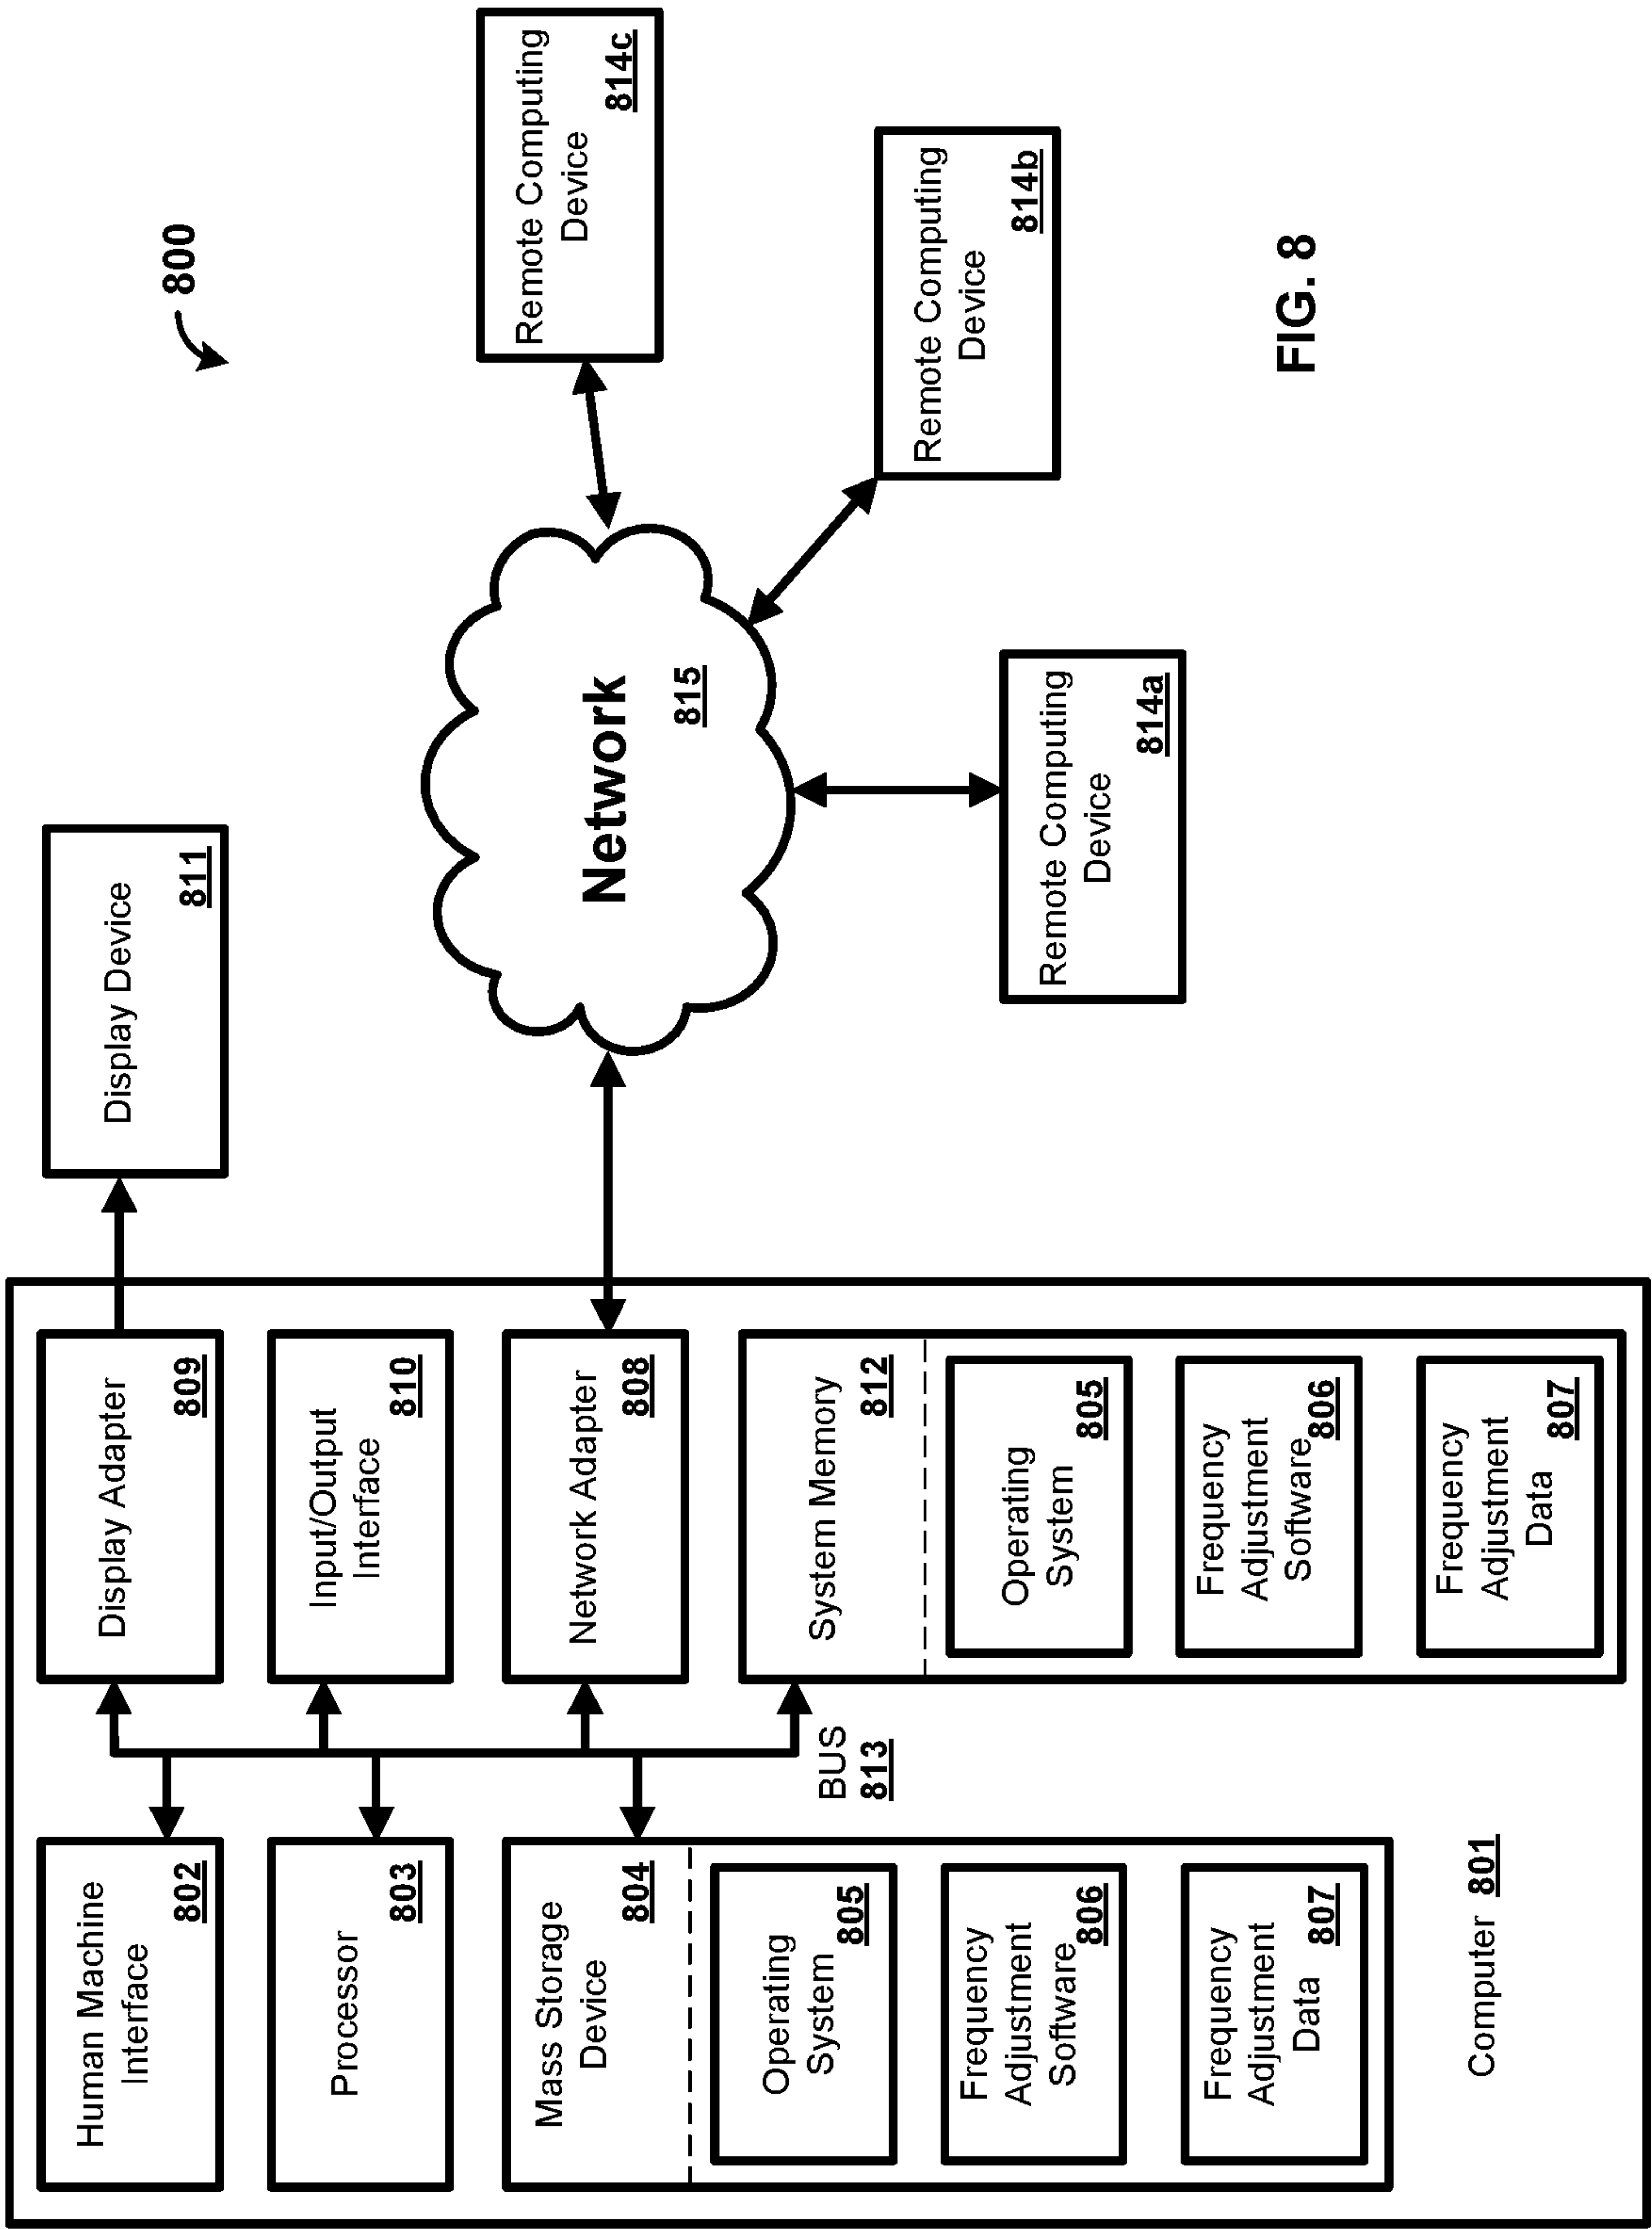 800
Human Machine
Interface
802
Processor
803
Mass Storage
Device
804
Operating
System
805
Frequency
Adjustment
Software
806
Frequency
Adjustment
Data
807
Computer 801
BUS
813
Display Adapter
809
Input/Output
Interface
810
Network Adapter
808
System Memory
812
Operating
System
805
Frequency
Adjustment
Software
806
Frequency
Adjustment
Data
807
Display Device
811
Network
815
Remote Computing
Device
814a
Remote Computing
Device
814b
Remote Computing
Device
814c
FIG. 8